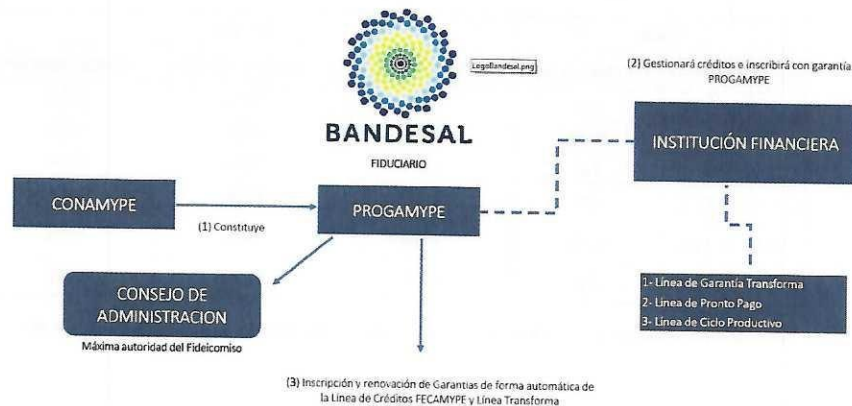 LogoBandesal.png
BANDESAL
FIDUCIARIO
(2) Gestionará créditos e inscribirá con garantía
PROGAMYPE
INSTITUCIÓN FINANCIERA
CONAMYPE
(1) Constituye
PROGAMYPE
CONSEJO DE
ADMINISTRACION
Máxima autoridad del Fideicomiso
1- Línea de Garantía Transforma
2- Línea de Pronto Pago
3- Línea de Ciclo Productivo
(3) Inscripción y renovación de Garantías de forma automática de
la Línea de Créditos FECAMYPE y Línea Transforma